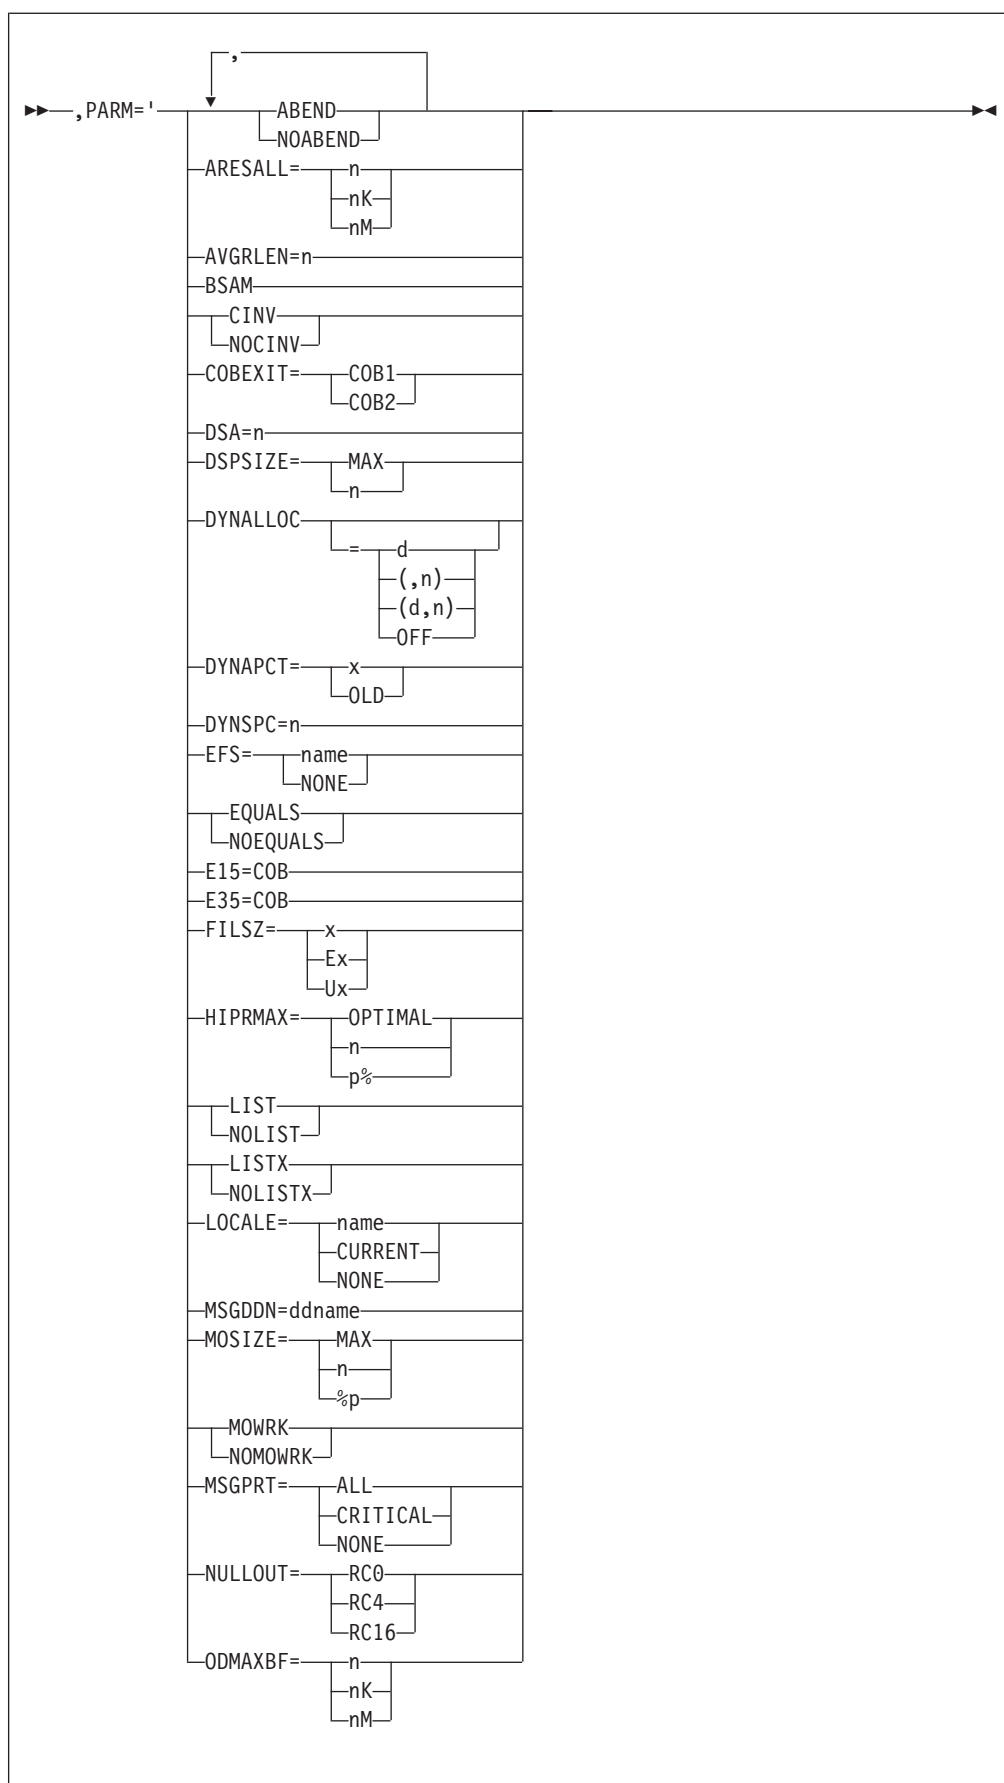 ,
,PARM='
ABEND
NOABEND
ARESALL= n
nK
nM
AVGRLEN=n
BSAM
CINV
NOCINV
COBEXIT= COB1
COB2
DSA=n
DSPSIZE= MAX
n
DYNALLOC
= d
(,n)
(d,n)
OFF
DYNAPCT= x
OLD
DYNSPC=n
EFS= name
NONE
EQUALS
NOEQUALS
E15=COB
E35=COB
FILSZ= x
Ex
Ux
HIPRMAX= OPTIMAL
n
p%
LIST
NOLIST
LISTX
NOLISTX
LOCALE= name
CURRENT
NONE
MSGDDN=ddname
MOSIZE= MAX
n
%p
MOWRK
NOMOWRK
MSGPRT= ALL
CRITICAL
NONE
NULLOUT= RC0
RC4
RC16
ODMAXBF= n
nK
nM